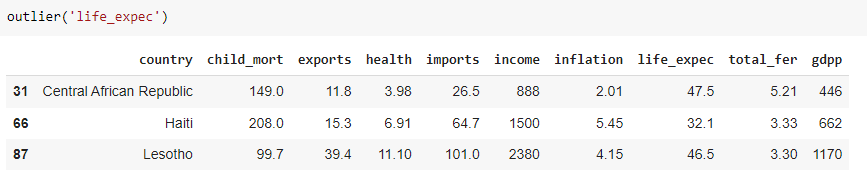 outlier('life_expec')
country child_mort exports health imports income inflation life_expec total_fer gdpp
31 Central African Republic 149.0 11.8 3.98 26.5 888 2.01 47.5 5.21 446
66 Haiti 208.0 15.3 6.91 64.7 1500 5.45 32.1 3.33 662
87 Lesotho 99.7 39.4 11.10 101.0 2380 4.15 46.5 3.30 1170